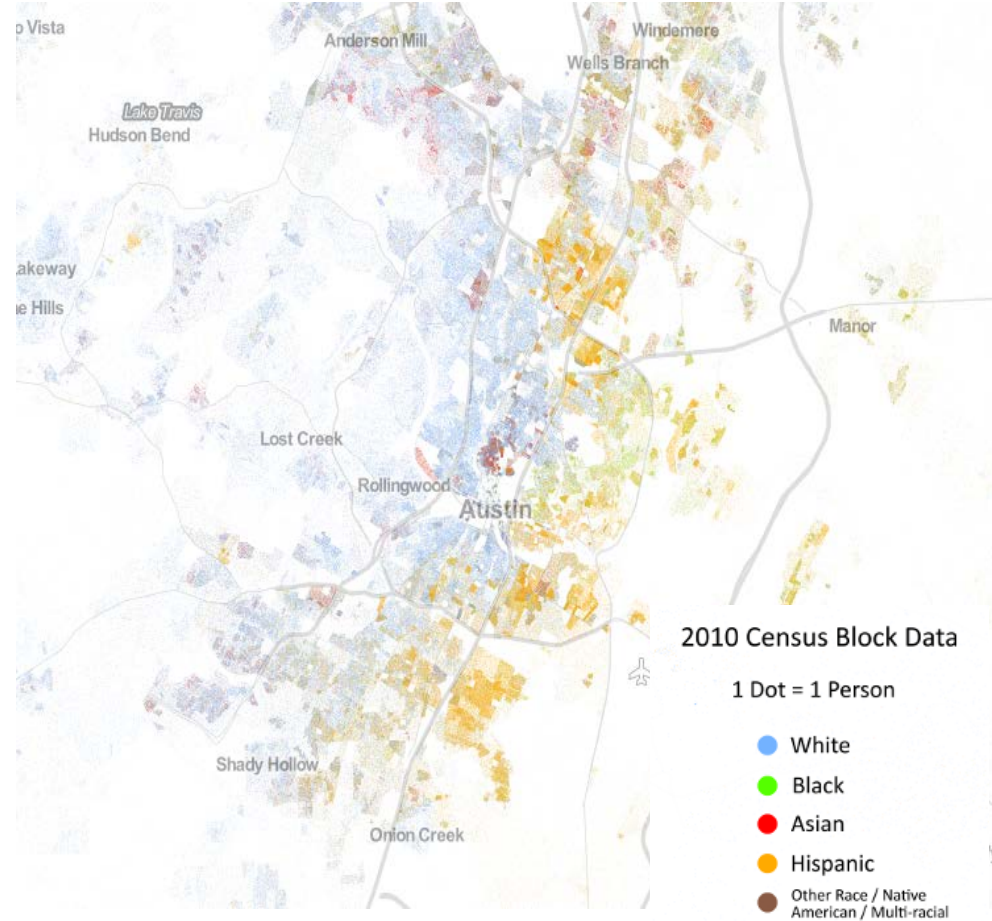 o Vista
Anderson Mill
Windemere
Wells Branch
Lake Travis
Hudson Bend
akeway
e Hills
Manor
Lost Creek
Rollingwood
Austin
Shady Hollow
Onion Creek
2010 Census Block Data
1 Dot = 1 Person
White
Black
Asian
Hispanic
Other Race / Native
American / Multi-racial